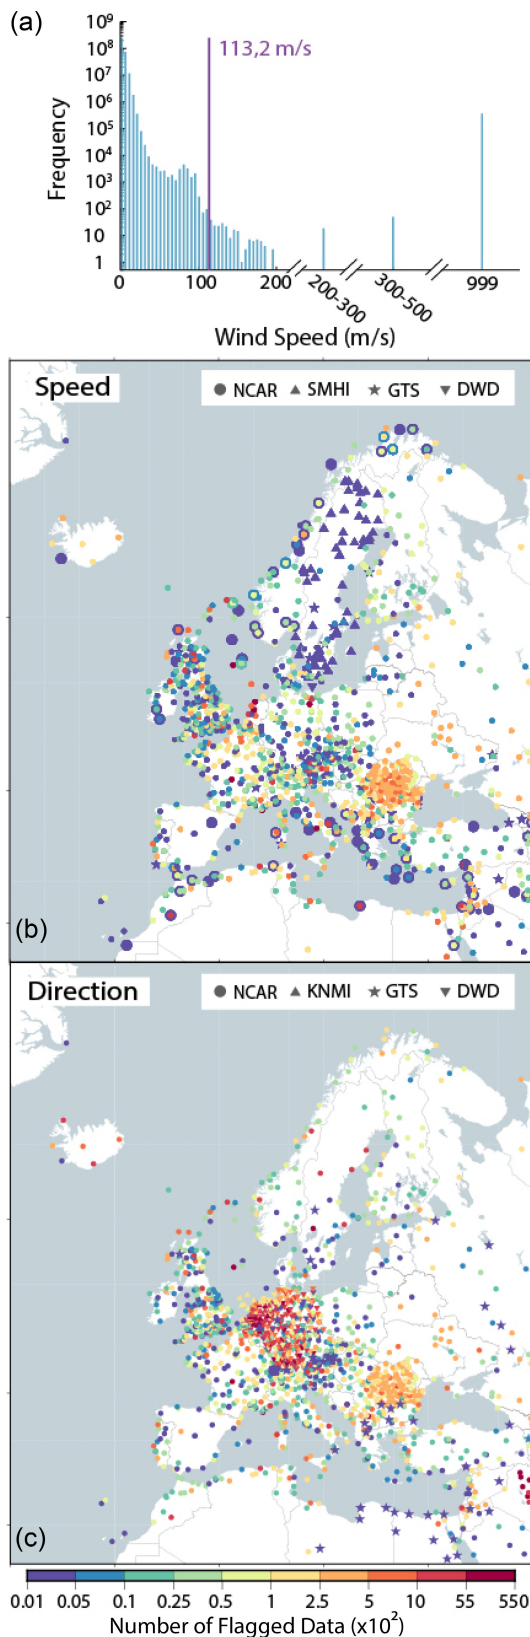 (a)
10⁹
10⁸
10⁷
10⁶
10⁵
10⁴
10³
10²
10
1
Frequency
113,2 m/s
0
100
200
200-300
300-500
999
Wind Speed (m/s)
Speed
NCAR SMHI GTS DWD
(b)
Direction
NCAR KNMI GTS DWD
(c)
0.01 0.05 0.1 0.25 0.5 1 2.5 5 10 55 550
Number of Flagged Data (x10²)